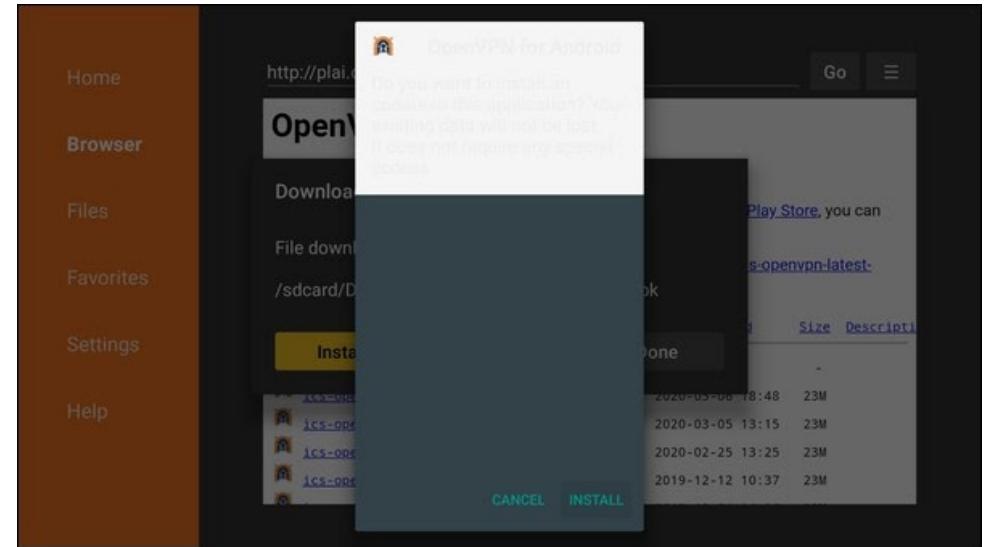 Home
Browser
Files
Favorites
Settings
Help
http://plai.
Go
Open
Downloa
File downl
/sdcard/D
ok
Insta
Done
Play Store, you can
s-openvpn-latest-
Size Descripti
-
ics-ope
2020-03-06 18:48 23M
ics-ope
2020-03-05 13:15 23M
ics-ope
2020-02-25 13:25 23M
ics-ope
2019-12-12 10:37 23M
OpenVPN for Android
Do you want to install an
update to this application? Your
existing data will not be lost.
It does not require any special
access.
CANCEL
INSTALL